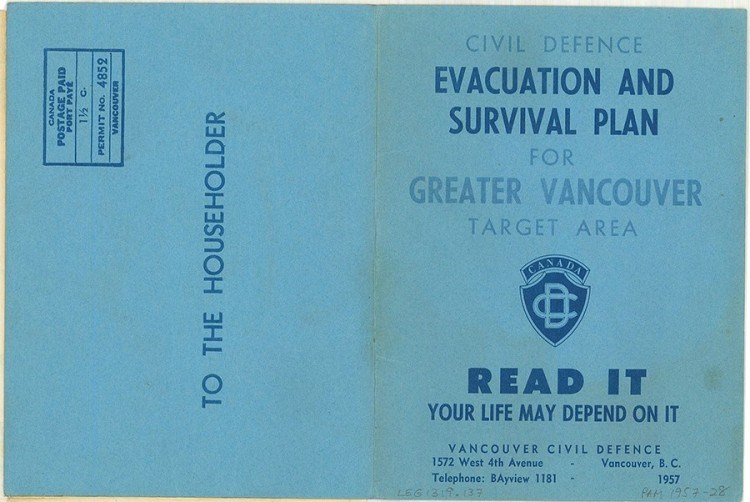 CANADA
POSTAGE PAID
PORT PAYÉ
1½ C.
PERMIT NO. 4852
VANCOUVER
TO THE HOUSEHOLDER
CIVIL DEFENCE
EVACUATION AND
SURVIVAL PLAN
FOR
GREATER VANCOUVER
TARGET AREA
CANADA
CD
READ IT
YOUR LIFE MAY DEPEND ON IT
VANCOUVER CIVIL DEFENCE
1572 West 4th Avenue - Vancouver, B. C.
Telephone: BAyview 1181 - 1957
LEG1319.137 PAM 1957-28